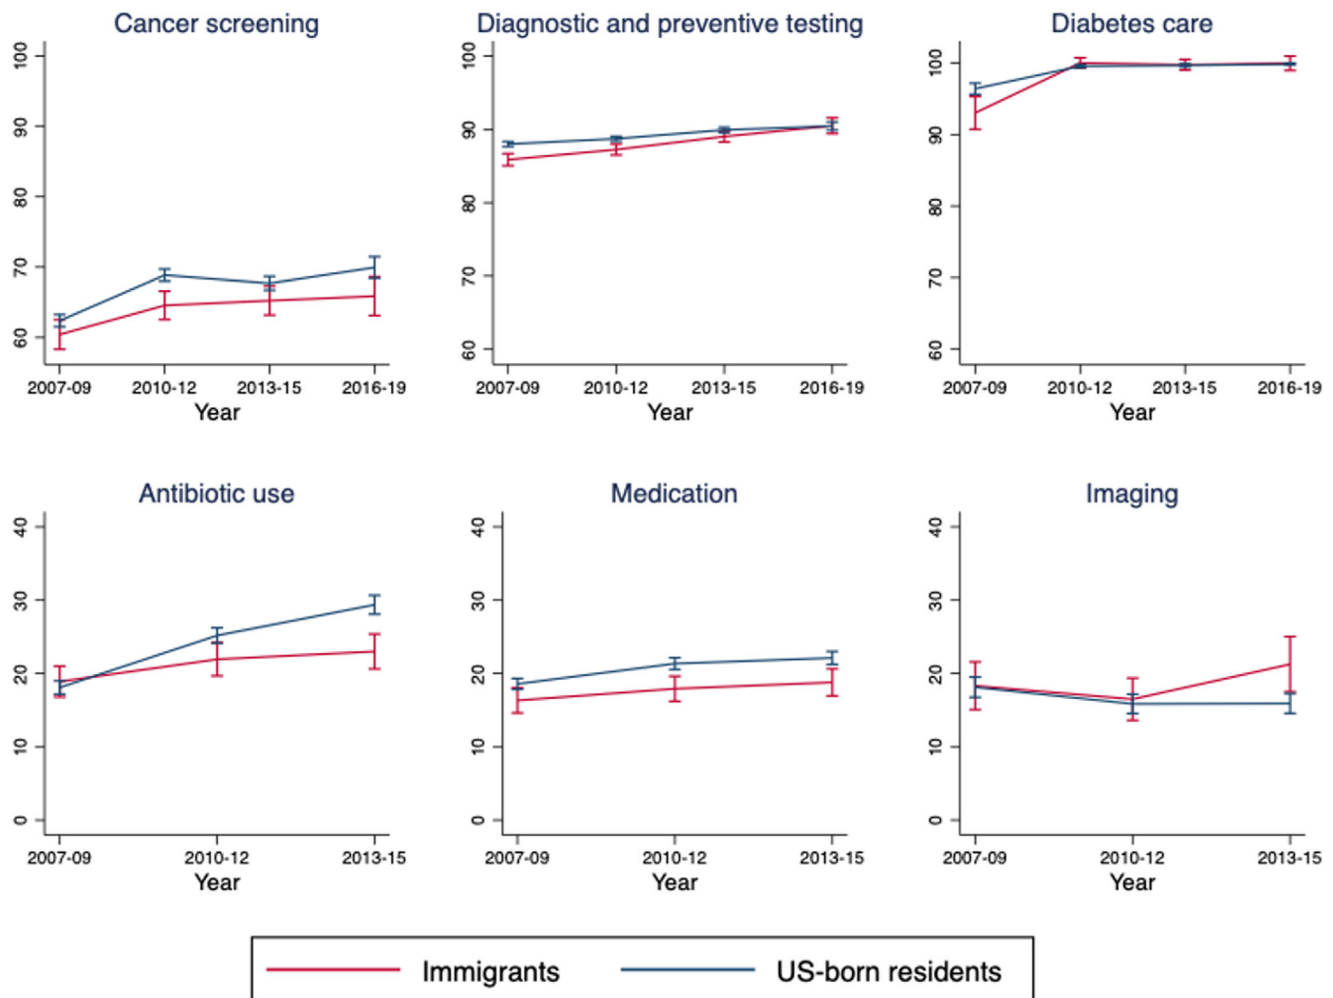 Cancer screening
100
90
80
70
60
2007-09 2010-12 2013-15 2016-19
Year
Diagnostic and preventive testing
100
90
80
70
60
2007-09 2010-12 2013-15 2016-19
Year
Diabetes care
100
90
80
70
60
2007-09 2010-12 2013-15 2016-19
Year
Antibiotic use
40
30
20
10
0
2007-09 2010-12 2013-15
Year
Medication
40
30
20
10
0
2007-09 2010-12 2013-15
Year
Imaging
40
30
20
10
0
2007-09 2010-12 2013-15
Year
Immigrants US-born residents